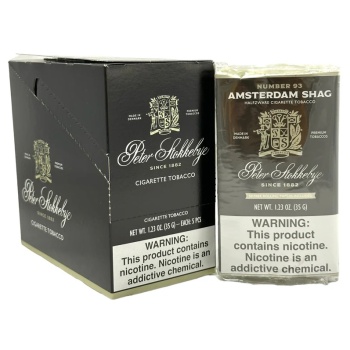 MADE IN
DENMARK
PREMIUM
TOBACCOS
Peter Stokkebye
SINCE 1882
CIGARETTE TOBACCO
CIGARETTE TOBACCO
NET WT. 1.23 OZ. (35 G) – EACH 5 PCS
WARNING:
This product
contains nicotine.
Nicotine is an
addictive chemical.
NUMBER 93
AMSTERDAM SHAG
HALFZWARE CIGARETTE TOBACCO
MADE IN
DENMARK
PREMIUM
TOBACCOS
Peter Stokkebye
SINCE 1882
NET WT. 1.23 OZ. (35 G)
WARNING:
This product
contains nicotine.
Nicotine is an
addictive chemical.